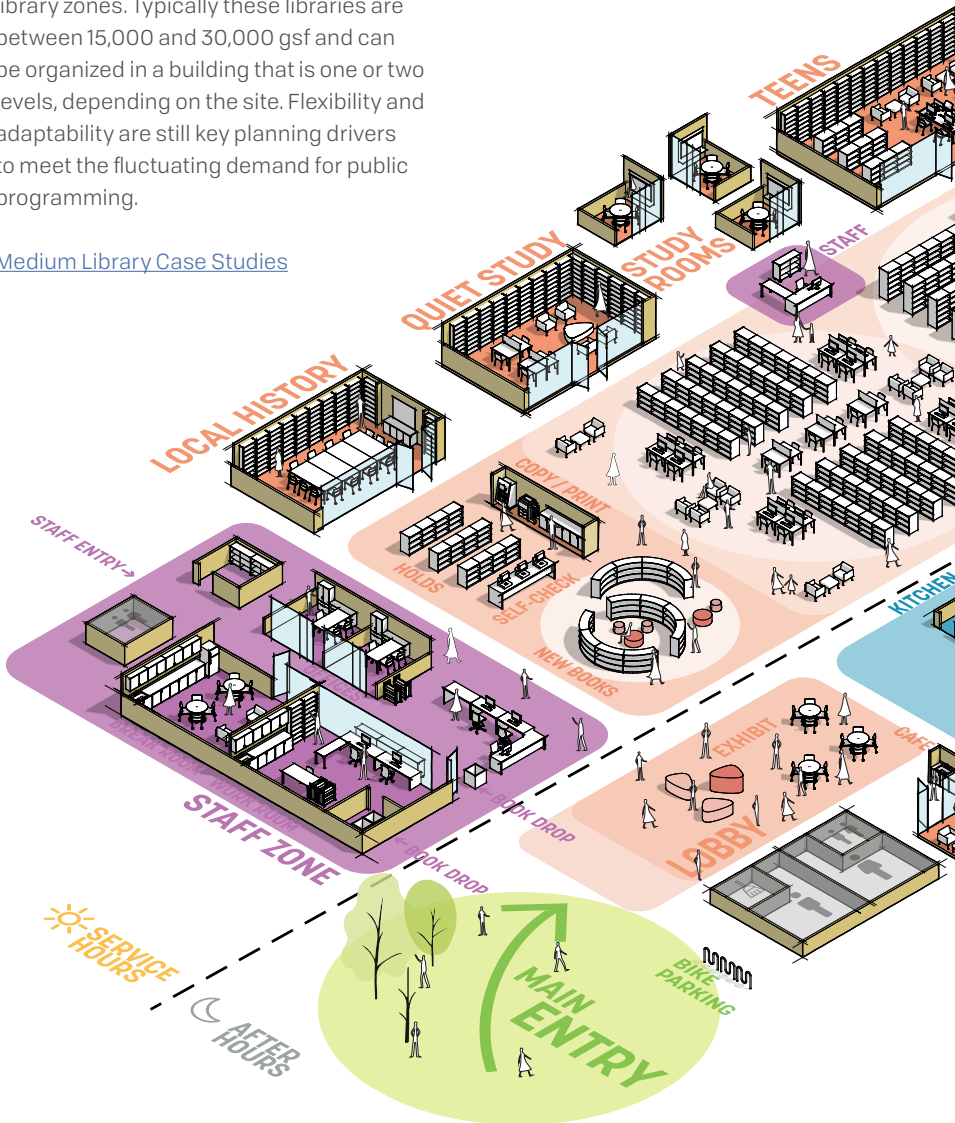 library zones. Typically these libraries are
between 15,000 and 30,000 gsf and can
be organized in a building that is one or two
levels, depending on the site. Flexibility and
adaptability are still key planning drivers
to meet the fluctuating demand for public
programming.
Medium Library Case Studies
TEENS
STUDY
ROOMS
STAFF
QUIET STUDY
LOCAL HISTORY
COPY / PRINT
HOLDS
SELF-CHECK
NEW BOOKS
STAFF ENTRY→
KITCHEN
EXHIBIT
CAFE
LOBBY
BREAK ROOM
WORK ROOM
STAFF ZONE
←BOOK DROP
←BOOK DROP
SERVICE
HOURS
AFTER
HOURS
MAIN
ENTRY
BIKE
PARKING